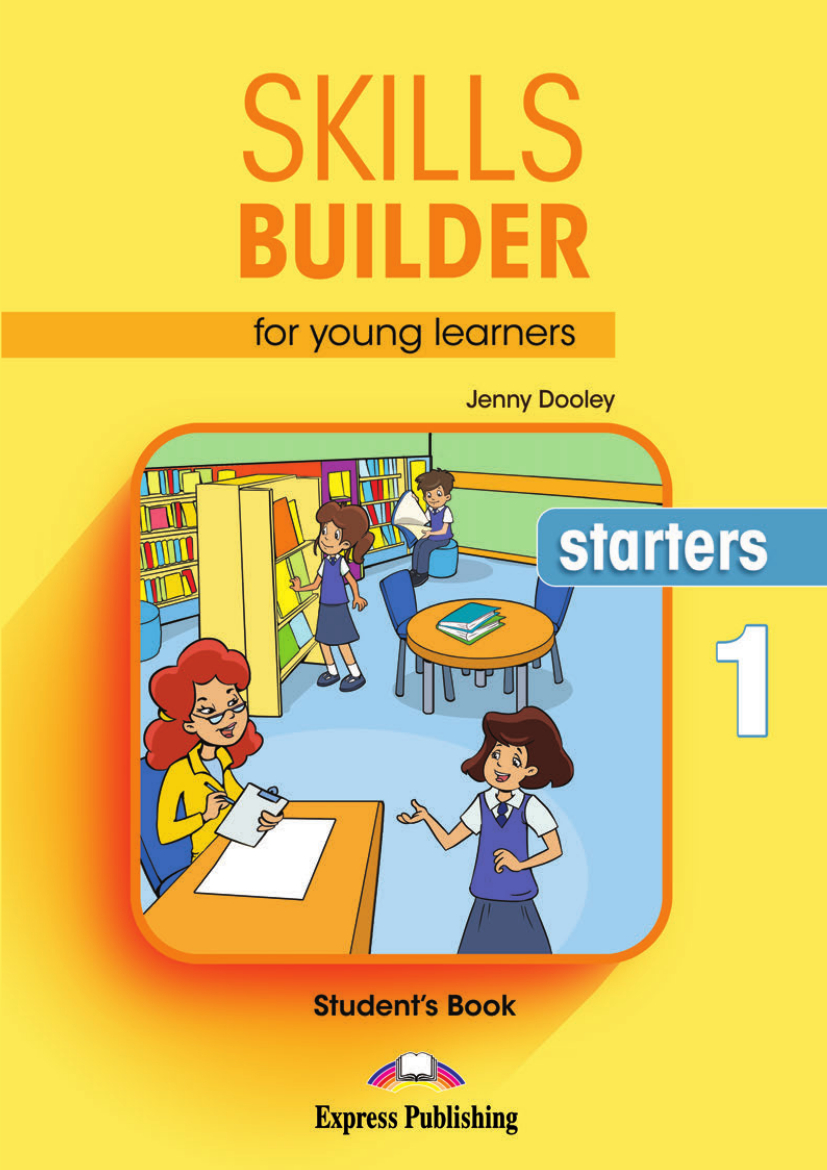 SKILLS
BUILDER
for young learners
Jenny Dooley
starters
1
Student's Book
Express Publishing